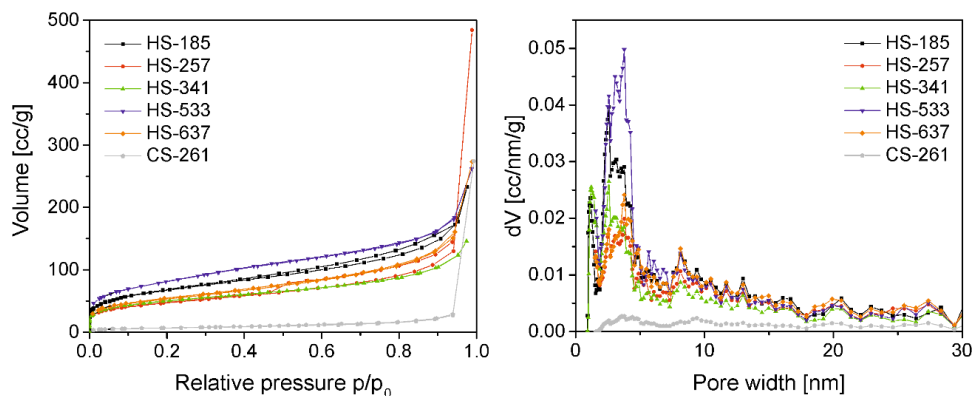 500
400
300
200
100
0
Volume [cc/g]
HS-185
HS-257
HS-341
HS-533
HS-637
CS-261
0.0 0.2 0.4 0.6 0.8 1.0
Relative pressure p/p₀
0.05
0.04
0.03
0.02
0.01
0.00
dV [cc/nm/g]
HS-185
HS-257
HS-341
HS-533
HS-637
CS-261
0 10 20 30
Pore width [nm]